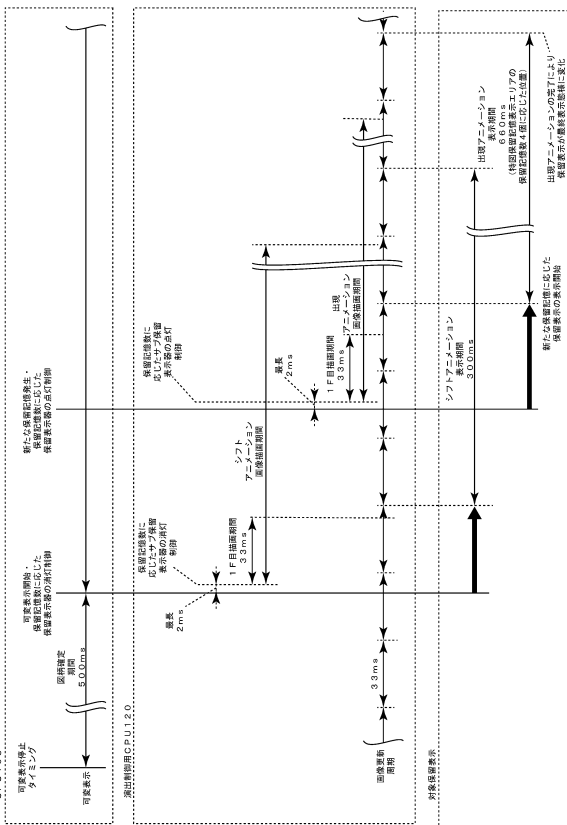 可変表示停止
タイミング
可変表示
図柄確定
期間
500ms
可変表示開始・
保留記憶数に応じた
保留表示器の消灯制御
新たな保留記憶発生・
保留記憶数に応じた
保留表示器の点灯制御
演出制御用CPU120
最長
2ms
保留記憶数に
応じたサブ保留
表示器の消灯
制御
1F目描画期間
33ms
シフト
アニメーション
画像描画期間
最長
2ms
保留記憶数に
応じたサブ保留
表示器の点灯
制御
1F目描画期間
33ms
出現
アニメーション
画像描画期間
画像更新
周期
33ms
対象保留表示
シフトアニメーション
表示期間
300ms
新たな保留記憶に応じた
保留表示の表示開始
出現アニメーション
表示期間
660ms
(特図保留記憶表示エリアの
保留記憶数4個に応じた位置)
出現アニメーションの完了により
保留表示が最終表示態様に変化